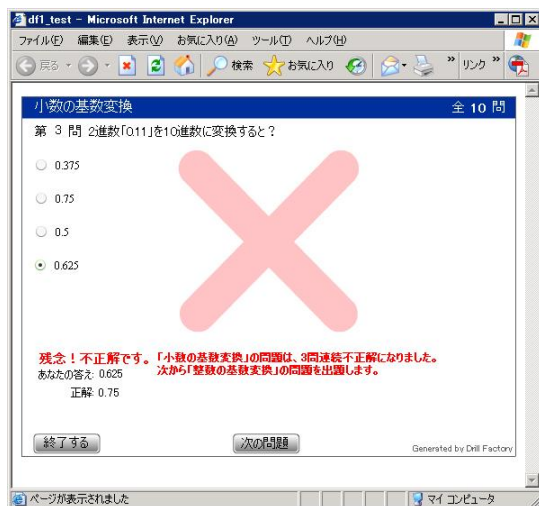 df1_test - Microsoft Internet Explorer
ファイル(F) 編集(E) 表示(V) お気に入り(A) ツール(T) ヘルプ(H)
戻る 検索 お気に入り » リンク »
小数の基数変換 全 10 問
第 3 問 2進数「0.11」を10進数に変換すると？
0.375
0.75
0.5
0.625
残念！不正解です。「小数の基数変換」の問題は、3問連続不正解になりました。
あなたの答え: 0.625 次から「整数の基数変換」の問題を出題します。
正解: 0.75
終了する 次の問題 Generated by Drill Factory
ページが表示されました マイ コンピュータ